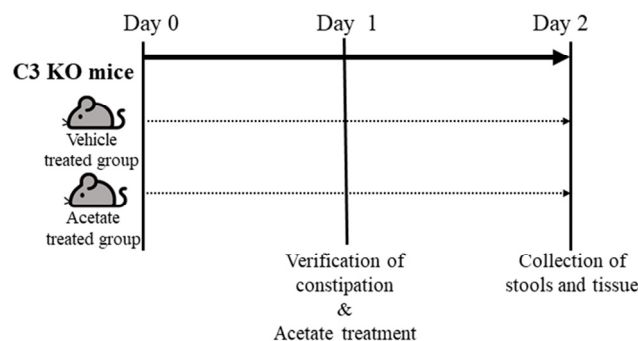 Day 0
Day 1
Day 2
C3 KO mice
Vehicle
treated group
Acetate
treated group
Verification of
constipation
&
Acetate treatment
Collection of
stools and tissue